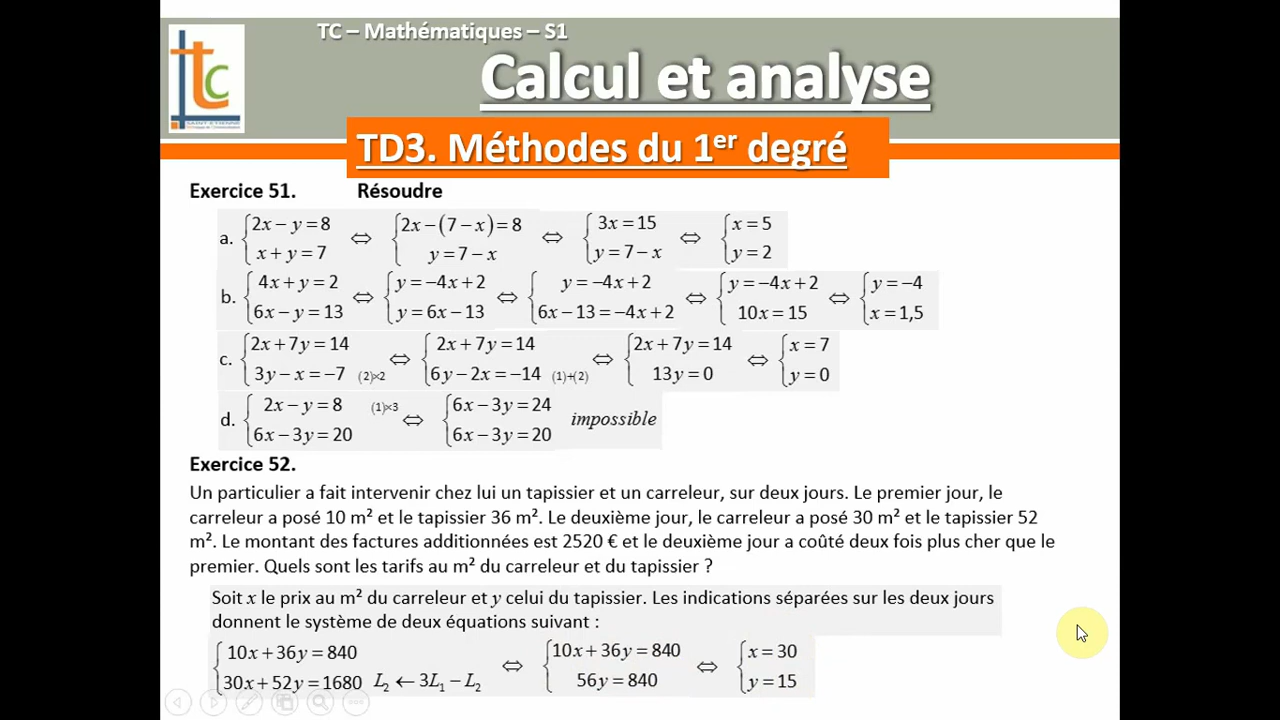 TC – Mathématiques – S1
Calcul et analyse
tc
TD3. Méthodes du 1er degré
Exercice 51. Résoudre
a. {2x − y = 8 ; x + y = 7 ⇔ {2x − (7 − x) = 8 ; y = 7 − x ⇔ {3x = 15 ; y = 7 − x ⇔ {x = 5 ; y = 2
b. {4x + y = 2 ; 6x − y = 13 ⇔ {y = −4x + 2 ; y = 6x − 13 ⇔ {y = −4x + 2 ; 6x − 13 = −4x + 2 ⇔ {y = −4x + 2 ; 10x = 15 ⇔ {y = −4 ; x = 1,5
c. {2x + 7y = 14 ; 3y − x = −7 (2)×2 ⇔ {2x + 7y = 14 ; 6y − 2x = −14 (1)+(2) ⇔ {2x + 7y = 14 ; 13y = 0 ⇔ {x = 7 ; y = 0
d. {2x − y = 8 (1)×3 ; 6x − 3y = 20 ⇔ {6x − 3y = 24 ; 6x − 3y = 20 impossible
Exercice 52.
Un particulier a fait intervenir chez lui un tapissier et un carreleur, sur deux jours. Le premier jour, le
carreleur a posé 10 m² et le tapissier 36 m². Le deuxième jour, le carreleur a posé 30 m² et le tapissier 52
m². Le montant des factures additionnées est 2520 € et le deuxième jour a coûté deux fois plus cher que le
premier. Quels sont les tarifs au m² du carreleur et du tapissier ?
Soit x le prix au m² du carreleur et y celui du tapissier. Les indications séparées sur les deux jours
donnent le système de deux équations suivant :
{10x + 36y = 840 ; 30x + 52y = 1680 L₂ ← 3L₁ − L₂ ⇔ {10x + 36y = 840 ; 56y = 840 ⇔ {x = 30 ; y = 15